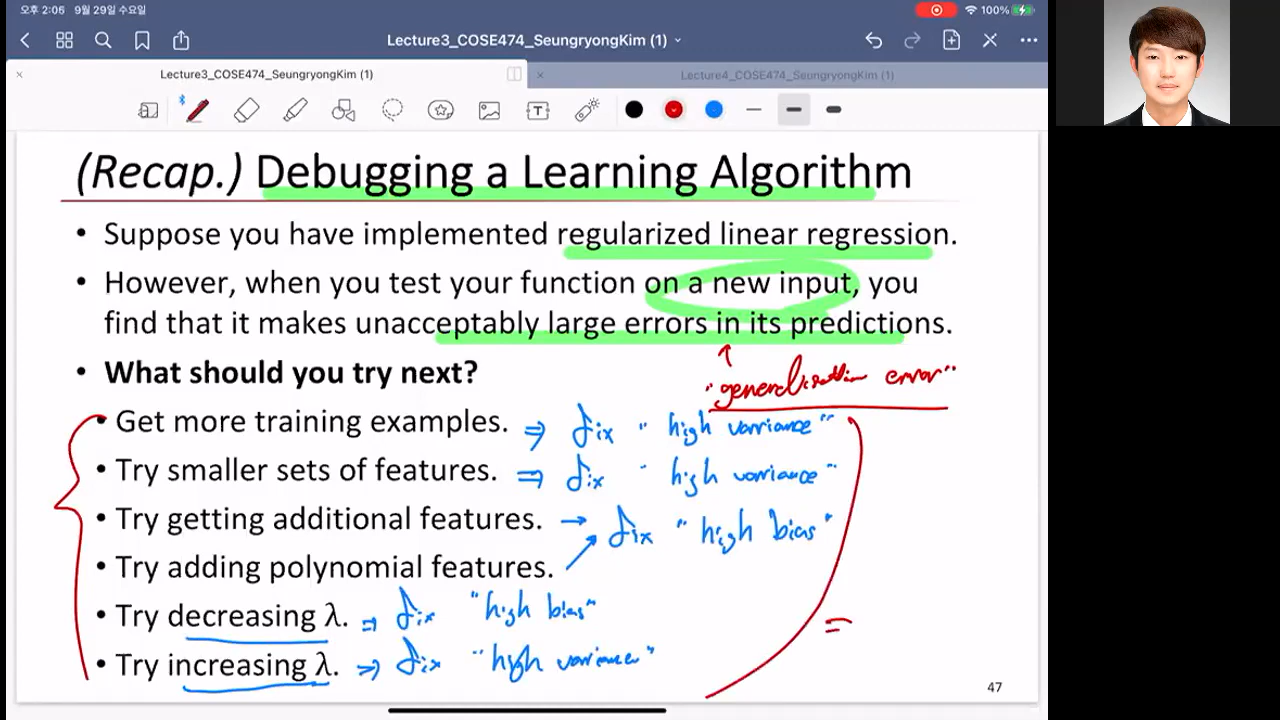 오후 2:06 9월 29일 수요일
100%
Lecture3_COSE474_SeungryongKim (1)
Lecture3_COSE474_SeungryongKim (1)
Lecture4_COSE474_SeungryongKim (1)
(Recap.) Debugging a Learning Algorithm
• Suppose you have implemented regularized linear regression.
• However, when you test your function on a new input, you
find that it makes unacceptably large errors in its predictions.
• What should you try next?
"generalization error"
• Get more training examples. ⇒ fix "high variance"
• Try smaller sets of features. ⇒ fix "high variance"
• Try getting additional features. → fix "high bias"
• Try adding polynomial features.
• Try decreasing λ. ⇒ fix "high bias"
• Try increasing λ. ⇒ fix "high variance"
47